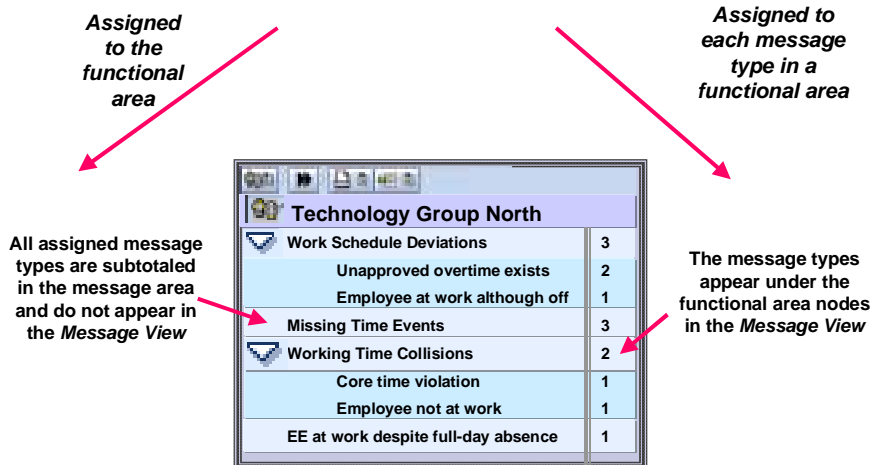 Assigned
to the
functional
area
Assigned to
each message
type in a
functional area
Technology Group North
Work Schedule Deviations 3
Unapproved overtime exists 2
Employee at work although off 1
Missing Time Events 3
Working Time Collisions 2
Core time violation 1
Employee not at work 1
EE at work despite full-day absence 1
All assigned message
types are subtotaled
in the message area
and do not appear in
the Message View
The message types
appear under the
functional area nodes
in the Message View